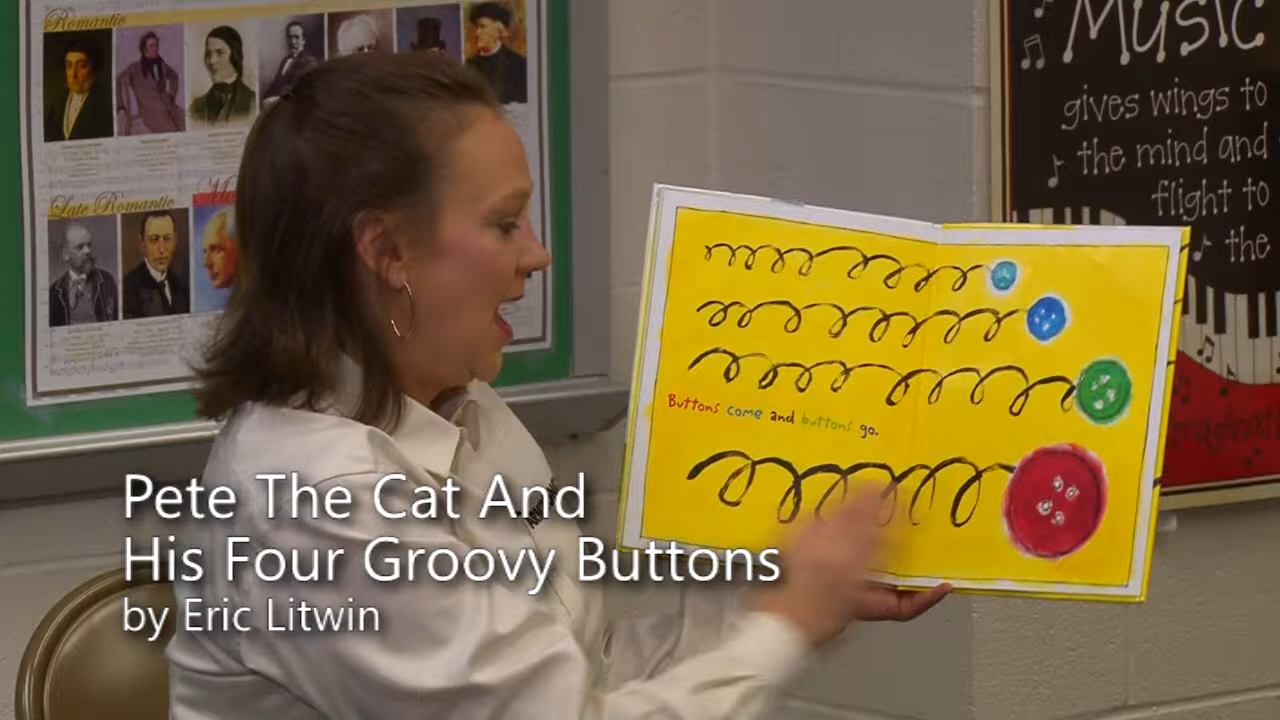 Romantic
Late Romantic
Music
gives wings to
the mind and
flight to
the
Buttons come and buttons go.
Pete The Cat And
His Four Groovy Buttons
by Eric Litwin